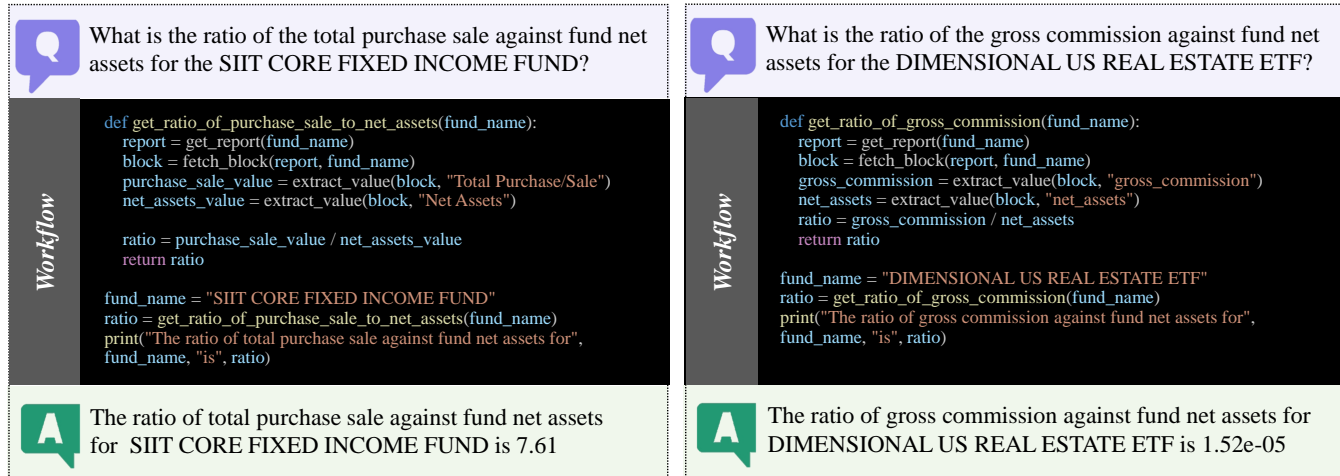 Q
What is the ratio of the total purchase sale against fund net
assets for the SIIT CORE FIXED INCOME FUND?
Workflow
def get_ratio_of_purchase_sale_to_net_assets(fund_name):
report = get_report(fund_name)
block = fetch_block(report, fund_name)
purchase_sale_value = extract_value(block, "Total Purchase/Sale")
net_assets_value = extract_value(block, "Net Assets")
ratio = purchase_sale_value / net_assets_value
return ratio
fund_name = "SIIT CORE FIXED INCOME FUND"
ratio = get_ratio_of_purchase_sale_to_net_assets(fund_name)
print("The ratio of total purchase sale against fund net assets for",
fund_name, "is", ratio)
A
The ratio of total purchase sale against fund net assets
for SIIT CORE FIXED INCOME FUND is 7.61
Q
What is the ratio of the gross commission against fund net
assets for the DIMENSIONAL US REAL ESTATE ETF?
Workflow
def get_ratio_of_gross_commission(fund_name):
report = get_report(fund_name)
block = fetch_block(report, fund_name)
gross_commission = extract_value(block, "gross_commission")
net_assets = extract_value(block, "net_assets")
ratio = gross_commission / net_assets
return ratio
fund_name = "DIMENSIONAL US REAL ESTATE ETF"
ratio = get_ratio_of_gross_commission(fund_name)
print("The ratio of gross commission against fund net assets for",
fund_name, "is", ratio)
A
The ratio of gross commission against fund net assets for
DIMENSIONAL US REAL ESTATE ETF is 1.52e-05